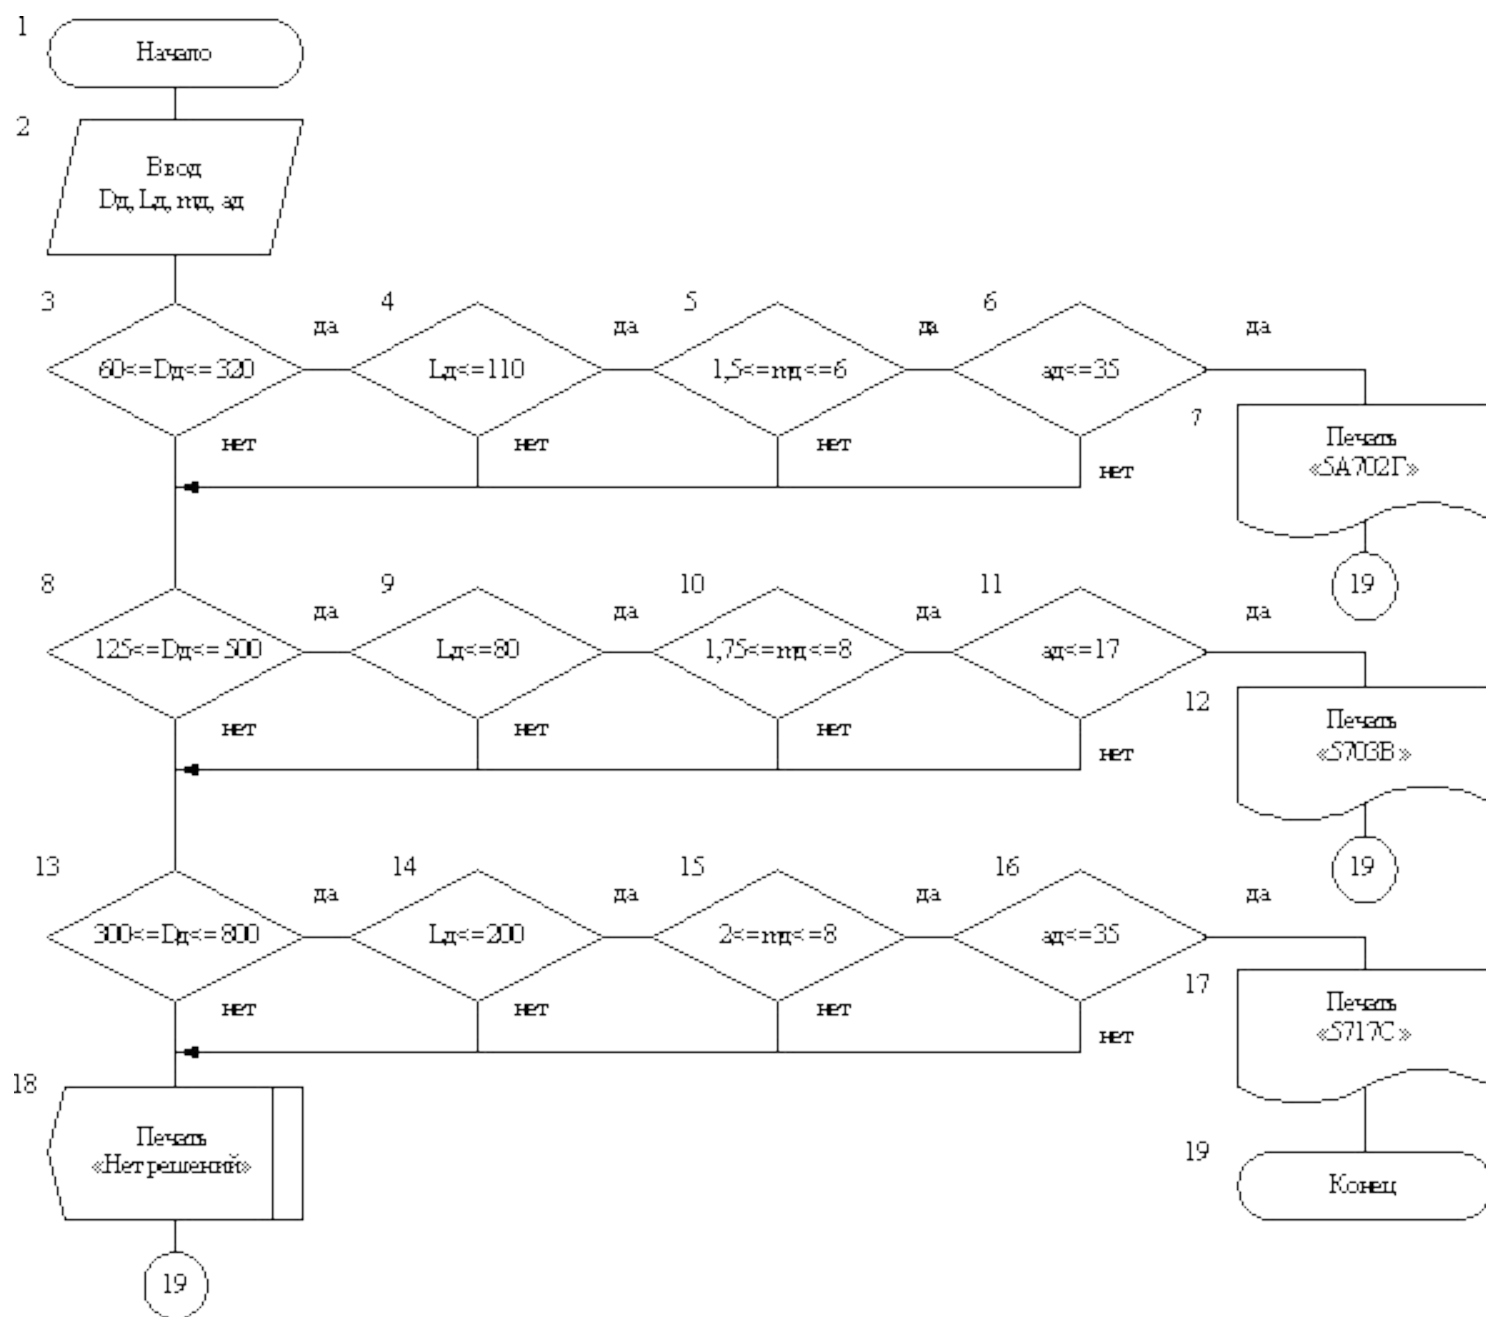 1
Начало
2
Ввод
Dд, Lд, mд, aд
3
4
5
6
да
да
да
да
60<=Dд<=320
Lд<=110
1,5<=mд<=6
aд<=35
7
Печать
«5А702Г»
нет
нет
нет
нет
19
8
9
10
11
да
да
да
да
125<=Dд<=500
Lд<=80
1,75<=mд<=8
aд<=17
12
Печать
«5703В»
нет
нет
нет
нет
19
13
14
15
16
да
да
да
да
300<=Dд<=800
Lд<=200
2<=mд<=8
aд<=35
17
Печать
«5717С»
нет
нет
нет
нет
18
Печать
«Нет решений»
19
Конец
19